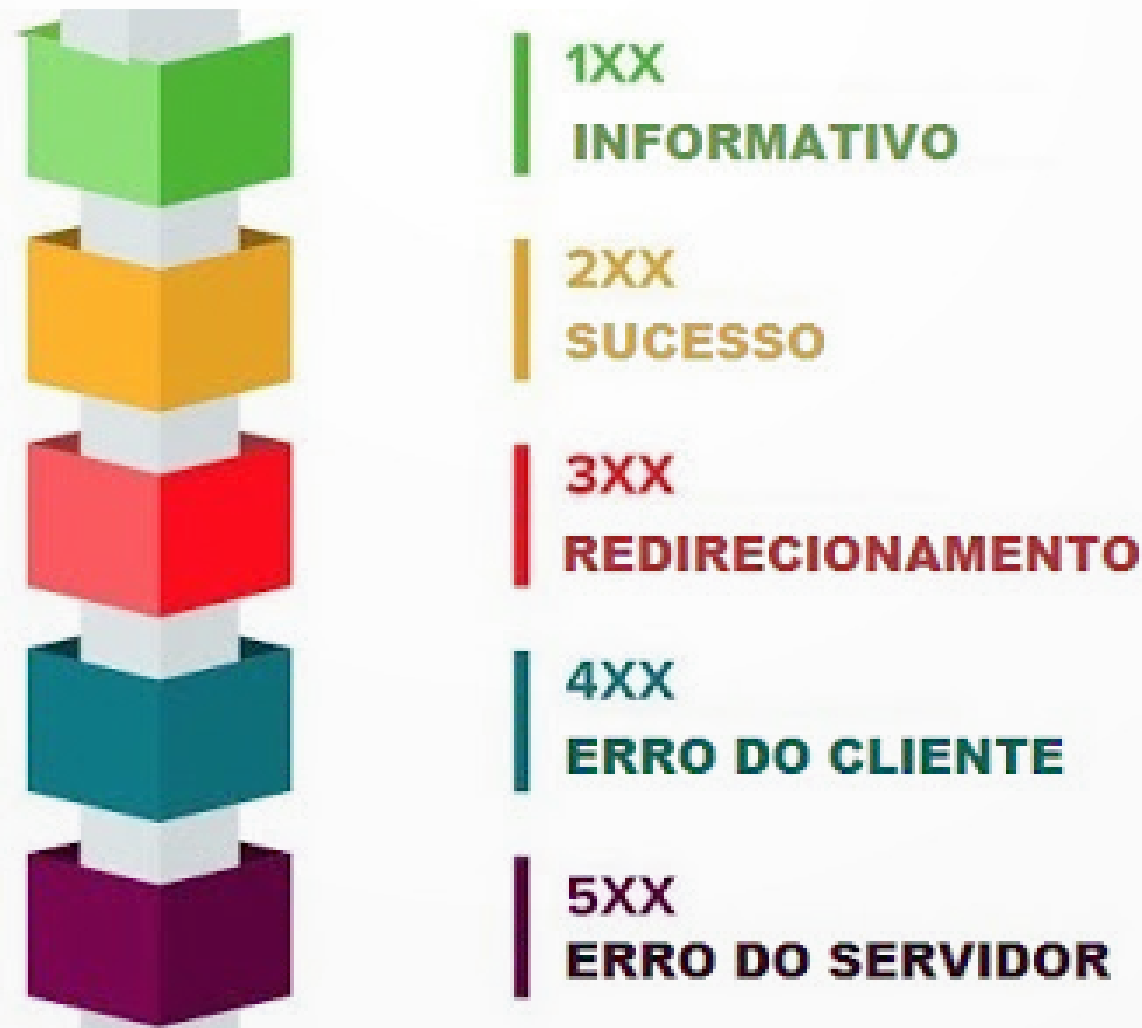 1XX
INFORMATIVO
2XX
SUCESSO
3XX
REDIRECIONAMENTO
4XX
ERRO DO CLIENTE
5XX
ERRO DO SERVIDOR